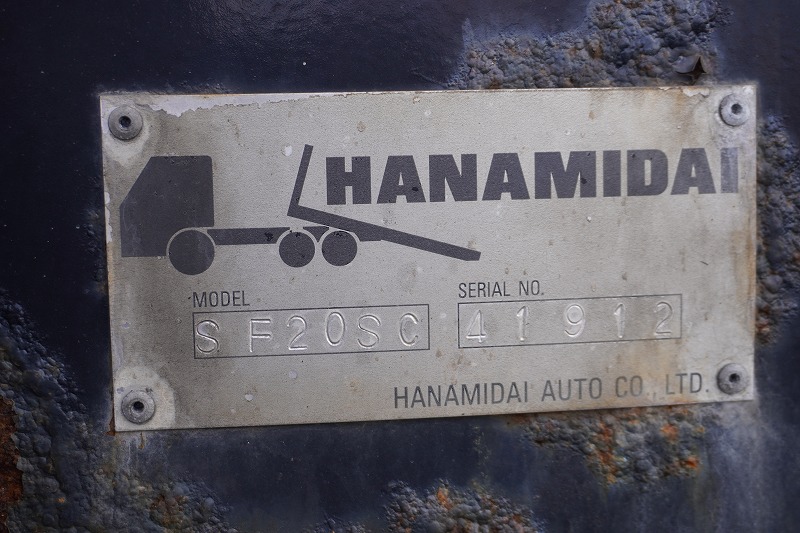 HANAMIDAI
MODEL SERIAL NO.
SF20SC 41912
HANAMIDAI AUTO CO., LTD.